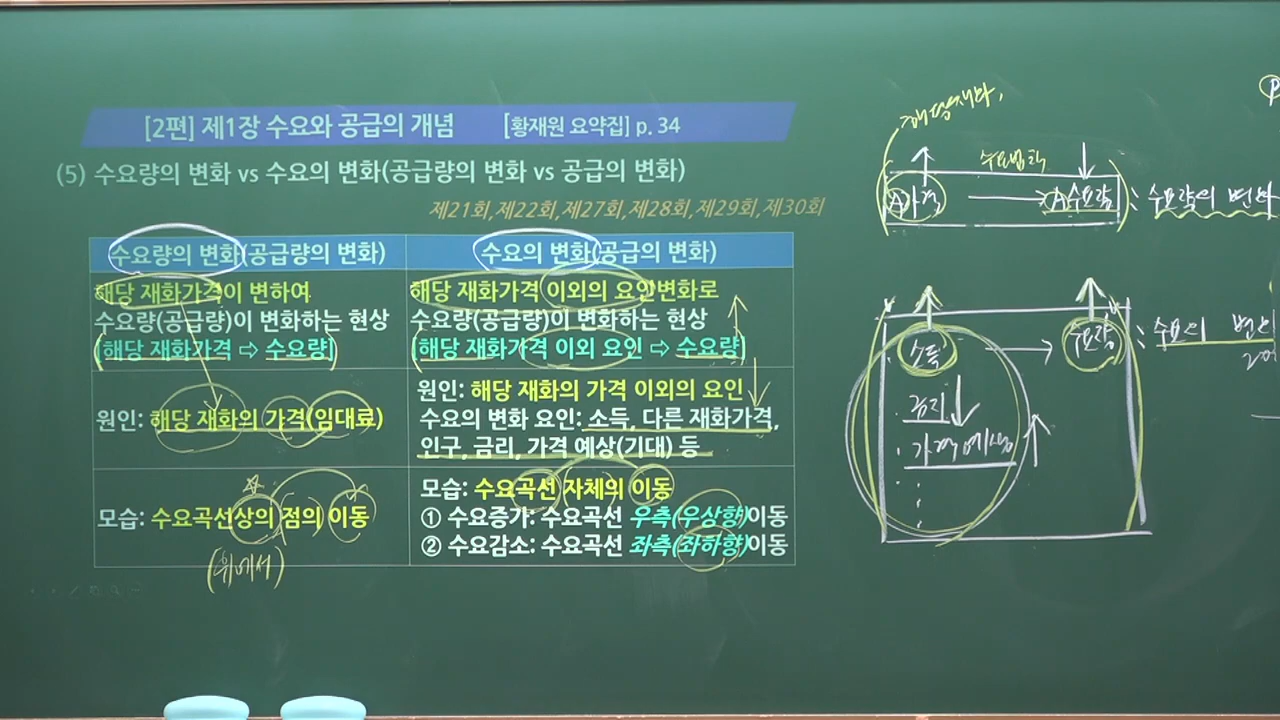 [2편] 제1장 수요와 공급의 개념 [황재원 요약집] p. 34
(5) 수요량의 변화 vs 수요의 변화(공급량의 변화 vs 공급의 변화)
제21회,제22회,제27회,제28회,제29회,제30회
수요량의 변화(공급량의 변화)
해당 재화가격이 변하여
수요량(공급량)이 변화하는 현상
[해당 재화가격 ⇨ 수요량]
원인: 해당 재화의 가격(임대료)
모습: 수요곡선상의 점의 이동
(위에서)
수요의 변화(공급의 변화)
해당 재화가격 이외의 요인변화로
수요량(공급량)이 변화하는 현상
[해당 재화가격 이외 요인 ⇨ 수요량]
원인: 해당 재화의 가격 이외의 요인
수요의 변화 요인: 소득, 다른 재화가격,
인구, 금리, 가격 예상(기대) 등
모습: 수요곡선 자체의 이동
① 수요증가: 수요곡선 우측(우상향)이동
② 수요감소: 수요곡선 좌측(좌하향)이동
해당재화,
수요법칙
A가격 → A수요량 : 수요량의 변화
소득 → 수요량 : 수요의 변
금리
가격예상